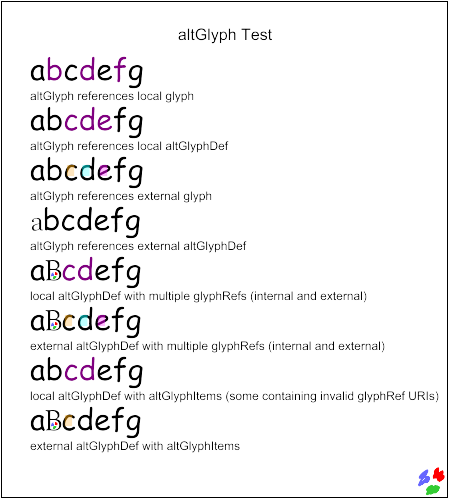 altGlyph Test
abcdefg
altGlyph references local glyph
abcdefg
altGlyph references local altGlyphDef
abcdefg
altGlyph references external glyph
abcdefg
altGlyph references external altGlyphDef
aBcdefg
local altGlyphDef with multiple glyphRefs (internal and external)
aBcdefg
external altGlyphDef with multiple glyphRefs (internal and external)
abcdefg
local altGlyphDef with altGlyphItems (some containing invalid glyphRef URIs)
aBcdefg
external altGlyphDef with altGlyphItems